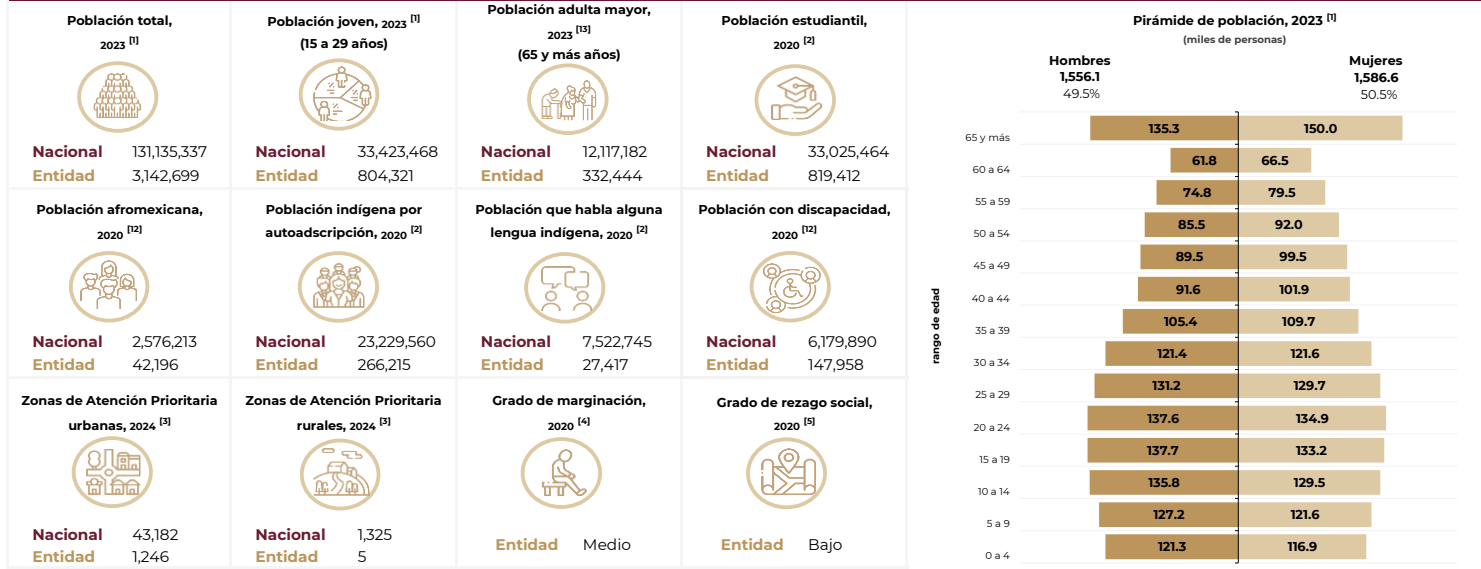 Población total,
2023 [1]
Nacional 131,135,337
Entidad 3,142,699
Población joven, 2023 [1]
(15 a 29 años)
Nacional 33,423,468
Entidad 804,321
Población adulta mayor,
2023 [13]
(65 y más años)
Nacional 12,117,182
Entidad 332,444
Población estudiantil,
2020 [2]
Nacional 33,025,464
Entidad 819,412
Población afromexicana,
2020 [12]
Nacional 2,576,213
Entidad 42,196
Población indígena por
autoadscripción, 2020 [2]
Nacional 23,229,560
Entidad 266,215
Población que habla alguna
lengua indígena, 2020 [2]
Nacional 7,522,745
Entidad 27,417
Población con discapacidad,
2020 [12]
Nacional 6,179,890
Entidad 147,958
Zonas de Atención Prioritaria
urbanas, 2024 [3]
Nacional 43,182
Entidad 1,246
Zonas de Atención Prioritaria
rurales, 2024 [3]
Nacional 1,325
Entidad 5
Grado de marginación,
2020 [4]
Entidad Medio
Grado de rezago social,
2020 [5]
Entidad Bajo
Pirámide de población, 2023 [1]
(miles de personas)
Hombres Mujeres
1,556.1 1,586.6
49.5% 50.5%
rango de edad
65 y más 135.3 150.0
60 a 64 61.8 66.5
55 a 59 74.8 79.5
50 a 54 85.5 92.0
45 a 49 89.5 99.5
40 a 44 91.6 101.9
35 a 39 105.4 109.7
30 a 34 121.4 121.6
25 a 29 131.2 129.7
20 a 24 137.6 134.9
15 a 19 137.7 133.2
10 a 14 135.8 129.5
5 a 9 127.2 121.6
0 a 4 121.3 116.9